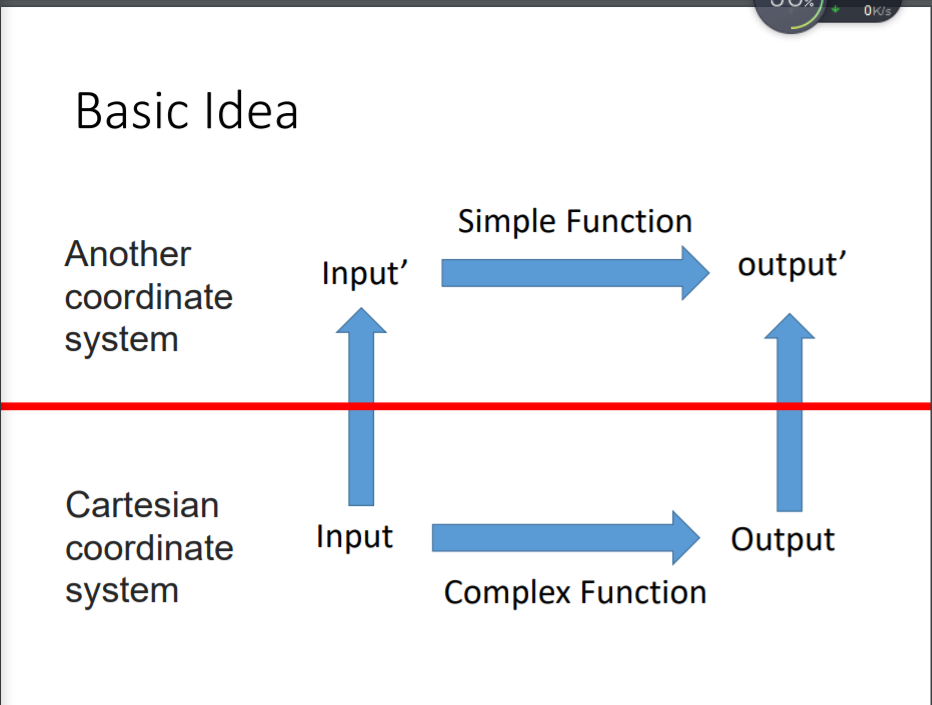 0K/s
Basic Idea
Simple Function
Another
coordinate
system
Input’
output’
Cartesian
coordinate
system
Input
Output
Complex Function